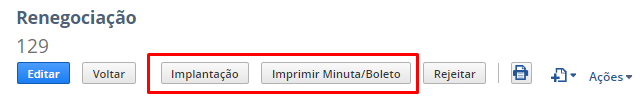 Renegociação
129
Editar Voltar Implantação Imprimir Minuta/Boleto Rejeitar Ações